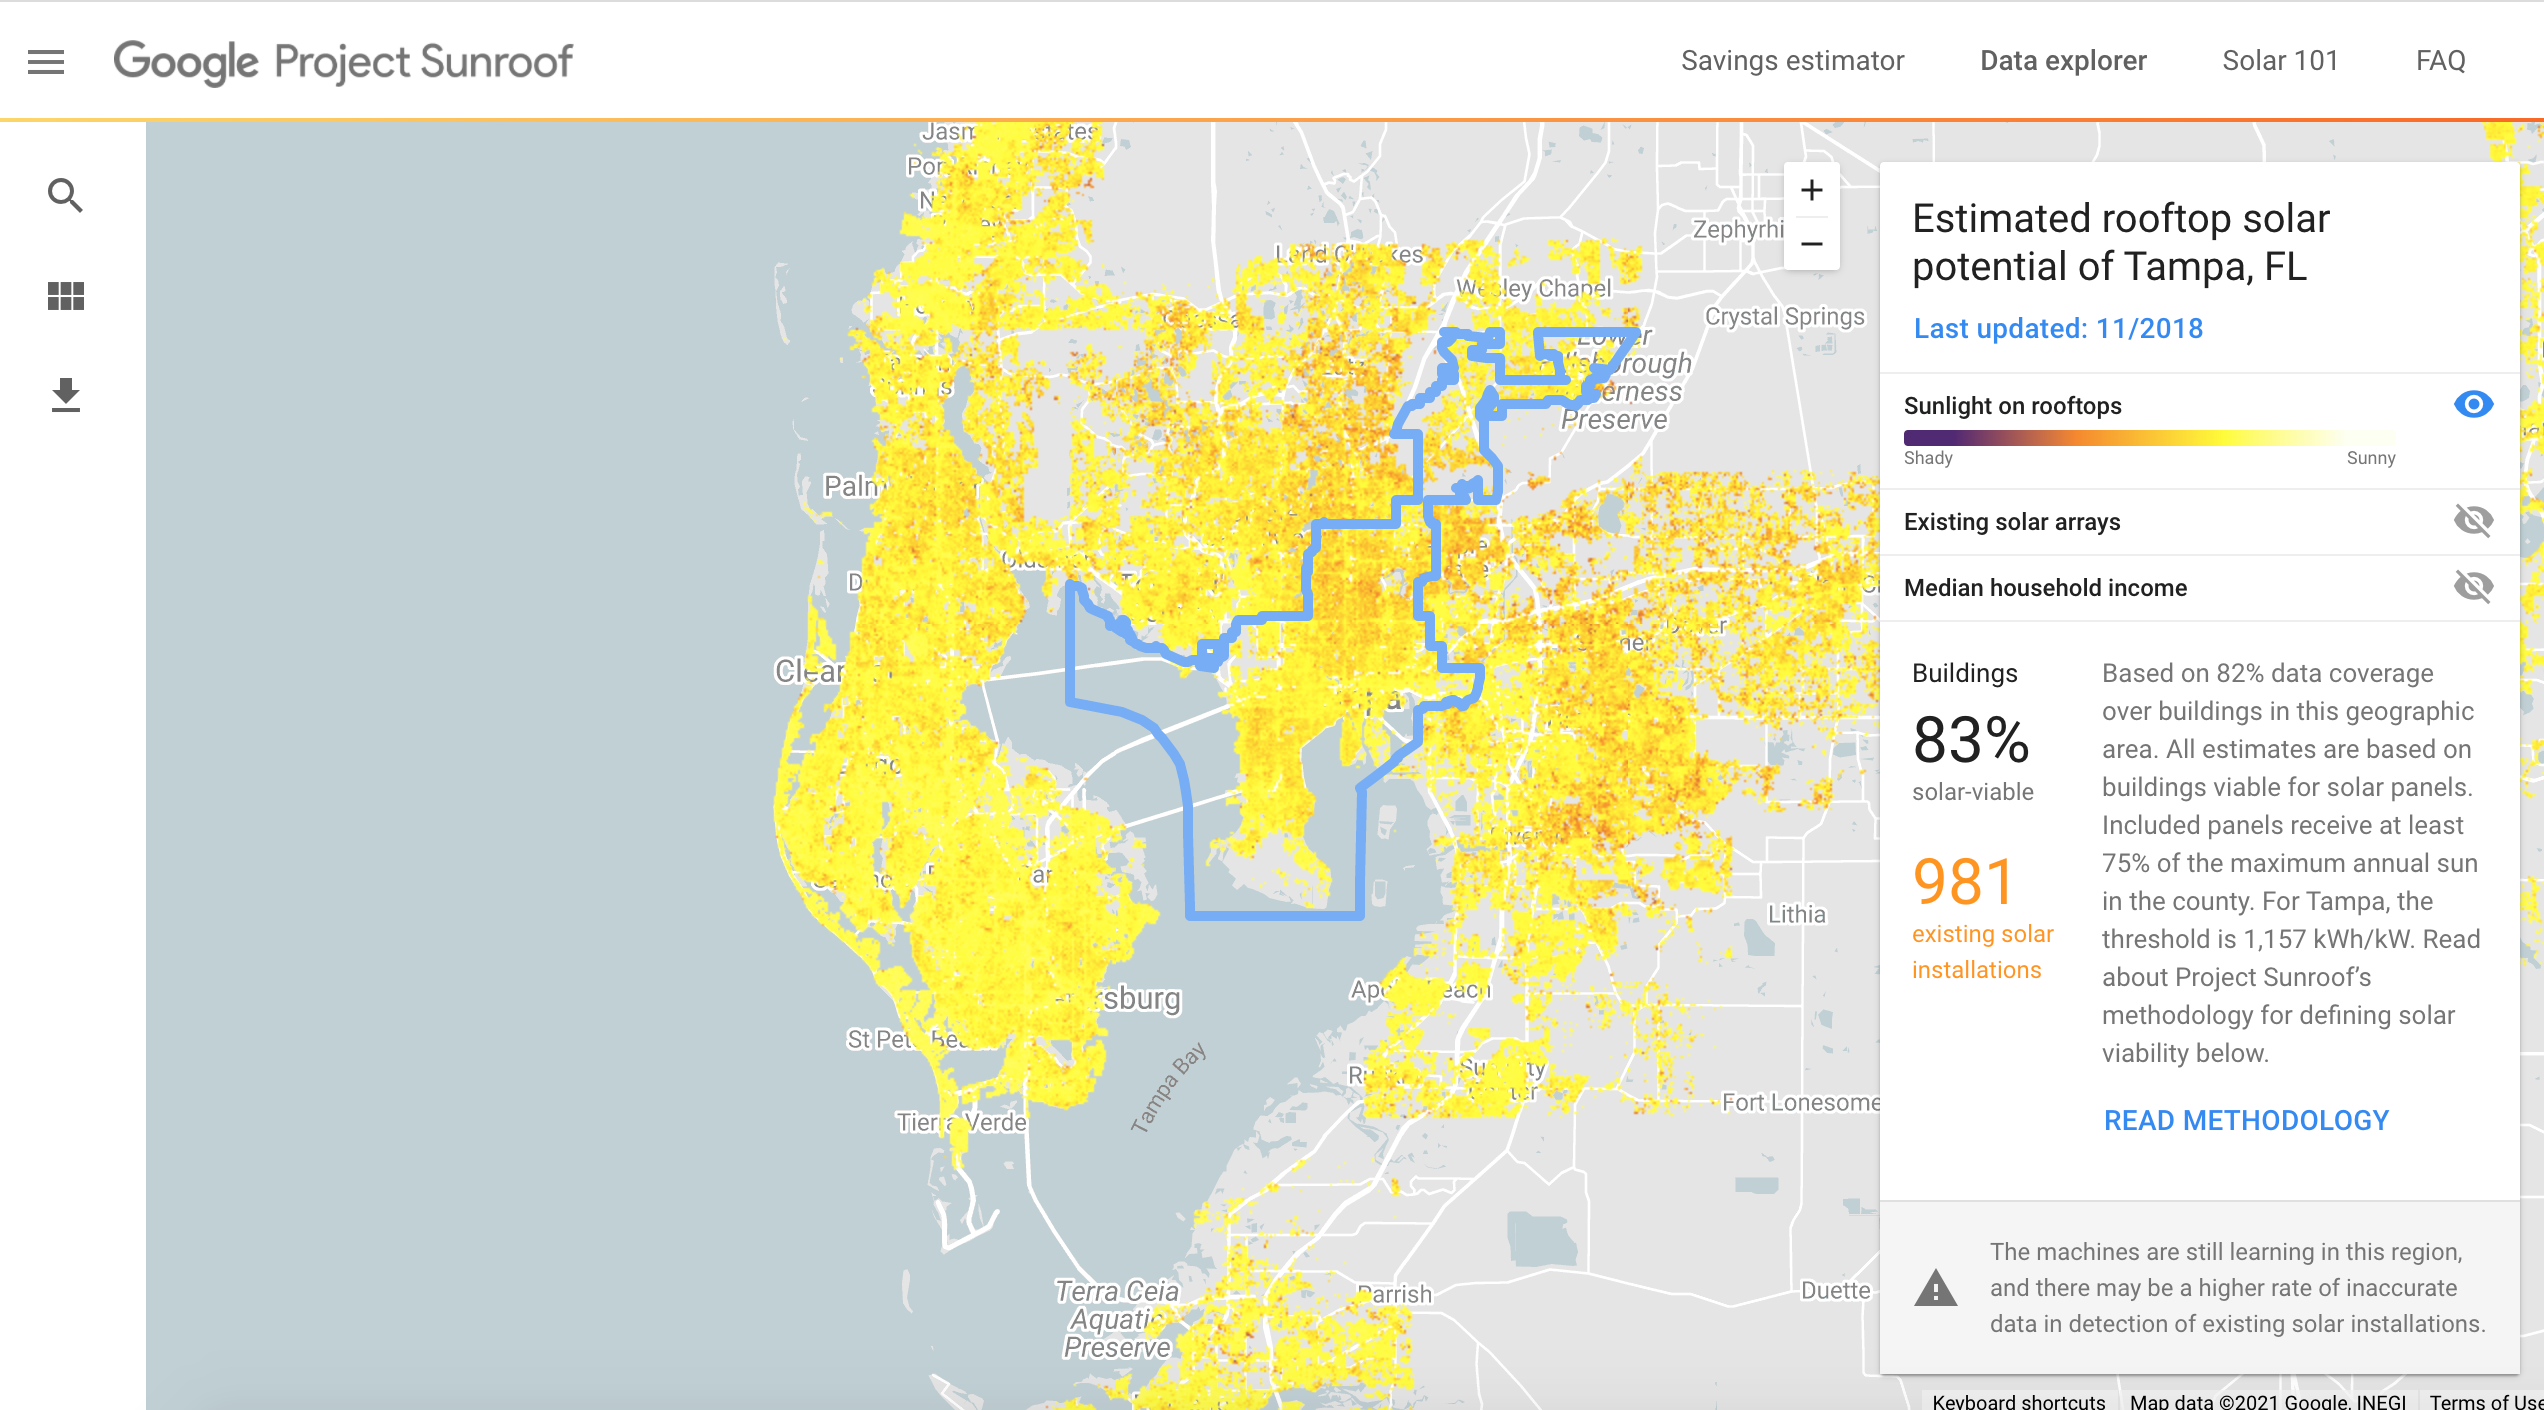 Google Project Sunroof
Savings estimator
Data explorer
Solar 101
FAQ
Zephyrhi
Wesley Chapel
Crystal Springs
Lower
Preserve
Lithia
Tampa Bay
Tierra Verde
Fort Lonesome
Terra Ceia
Aquatic
Preserve
Parrish
Duette
+
−
Estimated rooftop solar
potential of Tampa, FL
Last updated: 11/2018
Sunlight on rooftops
Shady
Sunny
Existing solar arrays
Median household income
Buildings
83%
solar-viable
981
existing solar
installations
Based on 82% data coverage
over buildings in this geographic
area. All estimates are based on
buildings viable for solar panels.
Included panels receive at least
75% of the maximum annual sun
in the county. For Tampa, the
threshold is 1,157 kWh/kW. Read
about Project Sunroof's
methodology for defining solar
viability below.
READ METHODOLOGY
The machines are still learning in this region,
and there may be a higher rate of inaccurate
data in detection of existing solar installations.
Keyboard shortcuts
Map data ©2021 Google, INEGI
Terms of Use